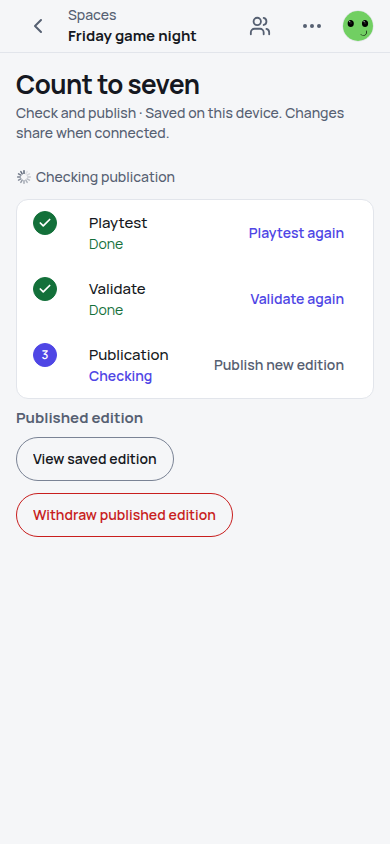 Spaces
Friday game night
Count to seven
Check and publish · Saved on this device. Changes
share when connected.
Checking publication
Playtest
Done
Playtest again
Validate
Done
Validate again
3
Publication
Checking
Publish new edition
Published edition
View saved edition
Withdraw published edition